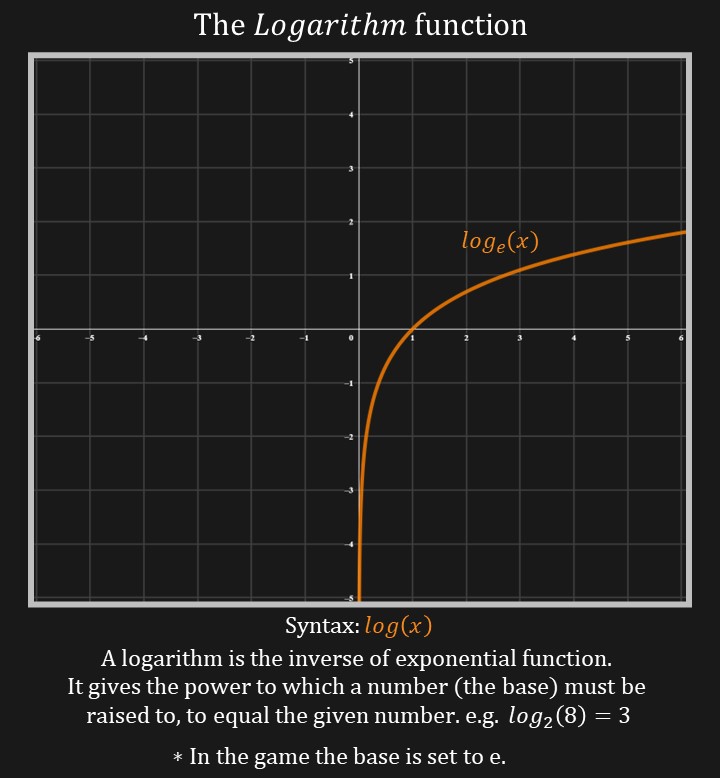 The Logarithm function
5
4
3
2
logₑ(x)
1
-6 -5 -4 -3 -2 -1 0 1 2 3 4 5 6
-1
-2
-3
-4
-5
Syntax: log(x)
A logarithm is the inverse of exponential function.
It gives the power to which a number (the base) must be
raised to, to equal the given number. e.g. log₂(8) = 3
* In the game the base is set to e.